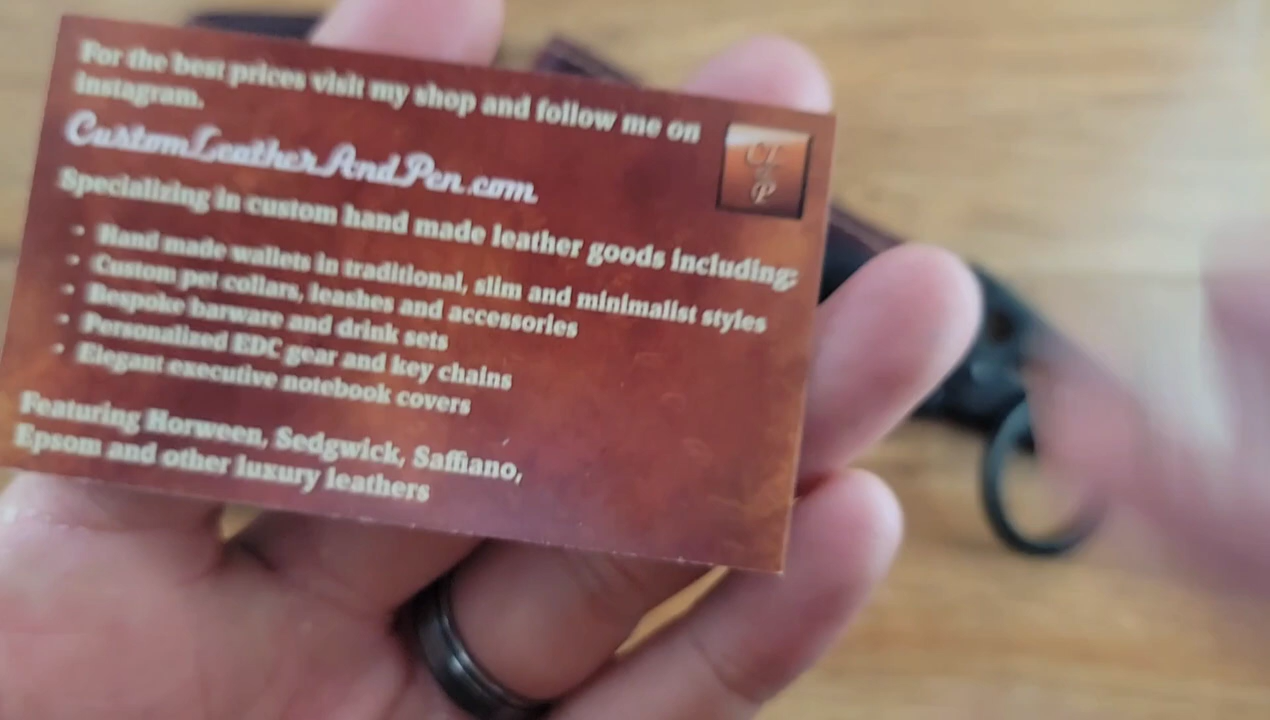 For the best prices visit my shop and follow me on
Instagram.
CustomLeatherAndPen.com
Specializing in custom hand made leather goods including:
• Hand made wallets in traditional, slim and minimalist styles
• Custom pet collars, leashes and accessories
• Bespoke barware and drink sets
• Personalized EDC gear and key chains
• Elegant executive notebook covers
Featuring Horween, Sedgwick, Saffiano,
Epsom and other luxury leathers